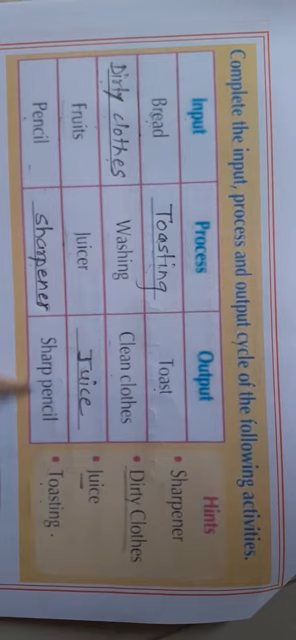 Complete the input, process and output cycle of the following activities.
Input Process Output Hints
Bread Toasting Toast • Sharpener
Dirty clothes Washing Clean clothes • Dirty Clothes
Fruits Juicer Juice • Juice
Pencil sharpener Sharp pencil • Toasting.